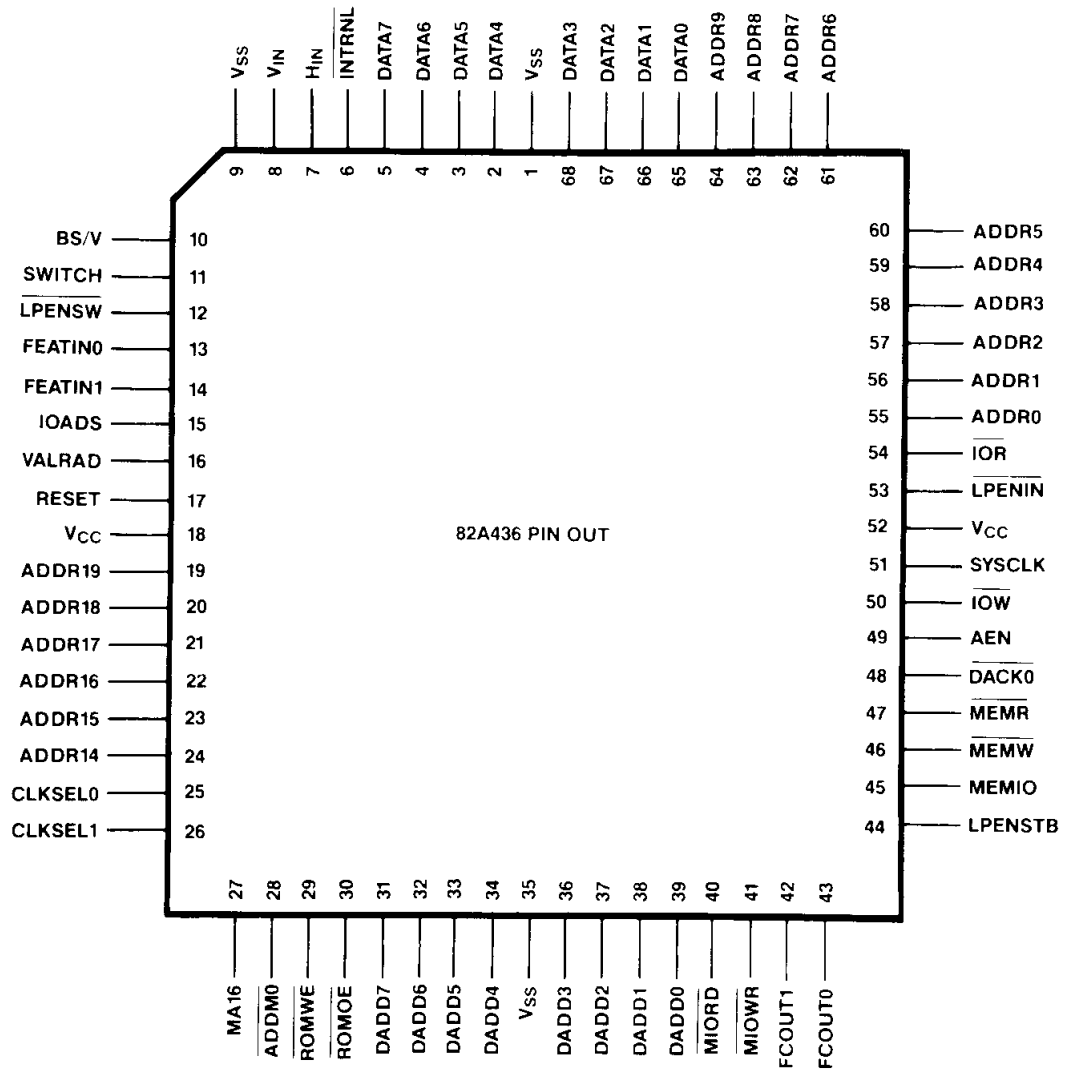 VSS VIN HIN INTRNL DATA7 DATA6 DATA5 DATA4 VSS DATA3 DATA2 DATA1 DATA0 ADDR9 ADDR8 ADDR7 ADDR6
9 8 7 6 5 4 3 2 1 68 67 66 65 64 63 62 61
BS/V 10
SWITCH 11
LPENSW 12
FEATIN0 13
FEATIN1 14
IOADS 15
VALRAD 16
RESET 17
VCC 18
ADDR19 19
ADDR18 20
ADDR17 21
ADDR16 22
ADDR15 23
ADDR14 24
CLKSEL0 25
CLKSEL1 26
82A436 PIN OUT
60 ADDR5
59 ADDR4
58 ADDR3
57 ADDR2
56 ADDR1
55 ADDR0
54 IOR
53 LPENIN
52 VCC
51 SYSCLK
50 IOW
49 AEN
48 DACK0
47 MEMR
46 MEMW
45 MEMIO
44 LPENSTB
27 28 29 30 31 32 33 34 35 36 37 38 39 40 41 42 43
MA16 ADDM0 ROMWE ROMOE DADD7 DADD6 DADD5 DADD4 VSS DADD3 DADD2 DADD1 DADD0 MIORD MIOWR FCOUT1 FCOUT0